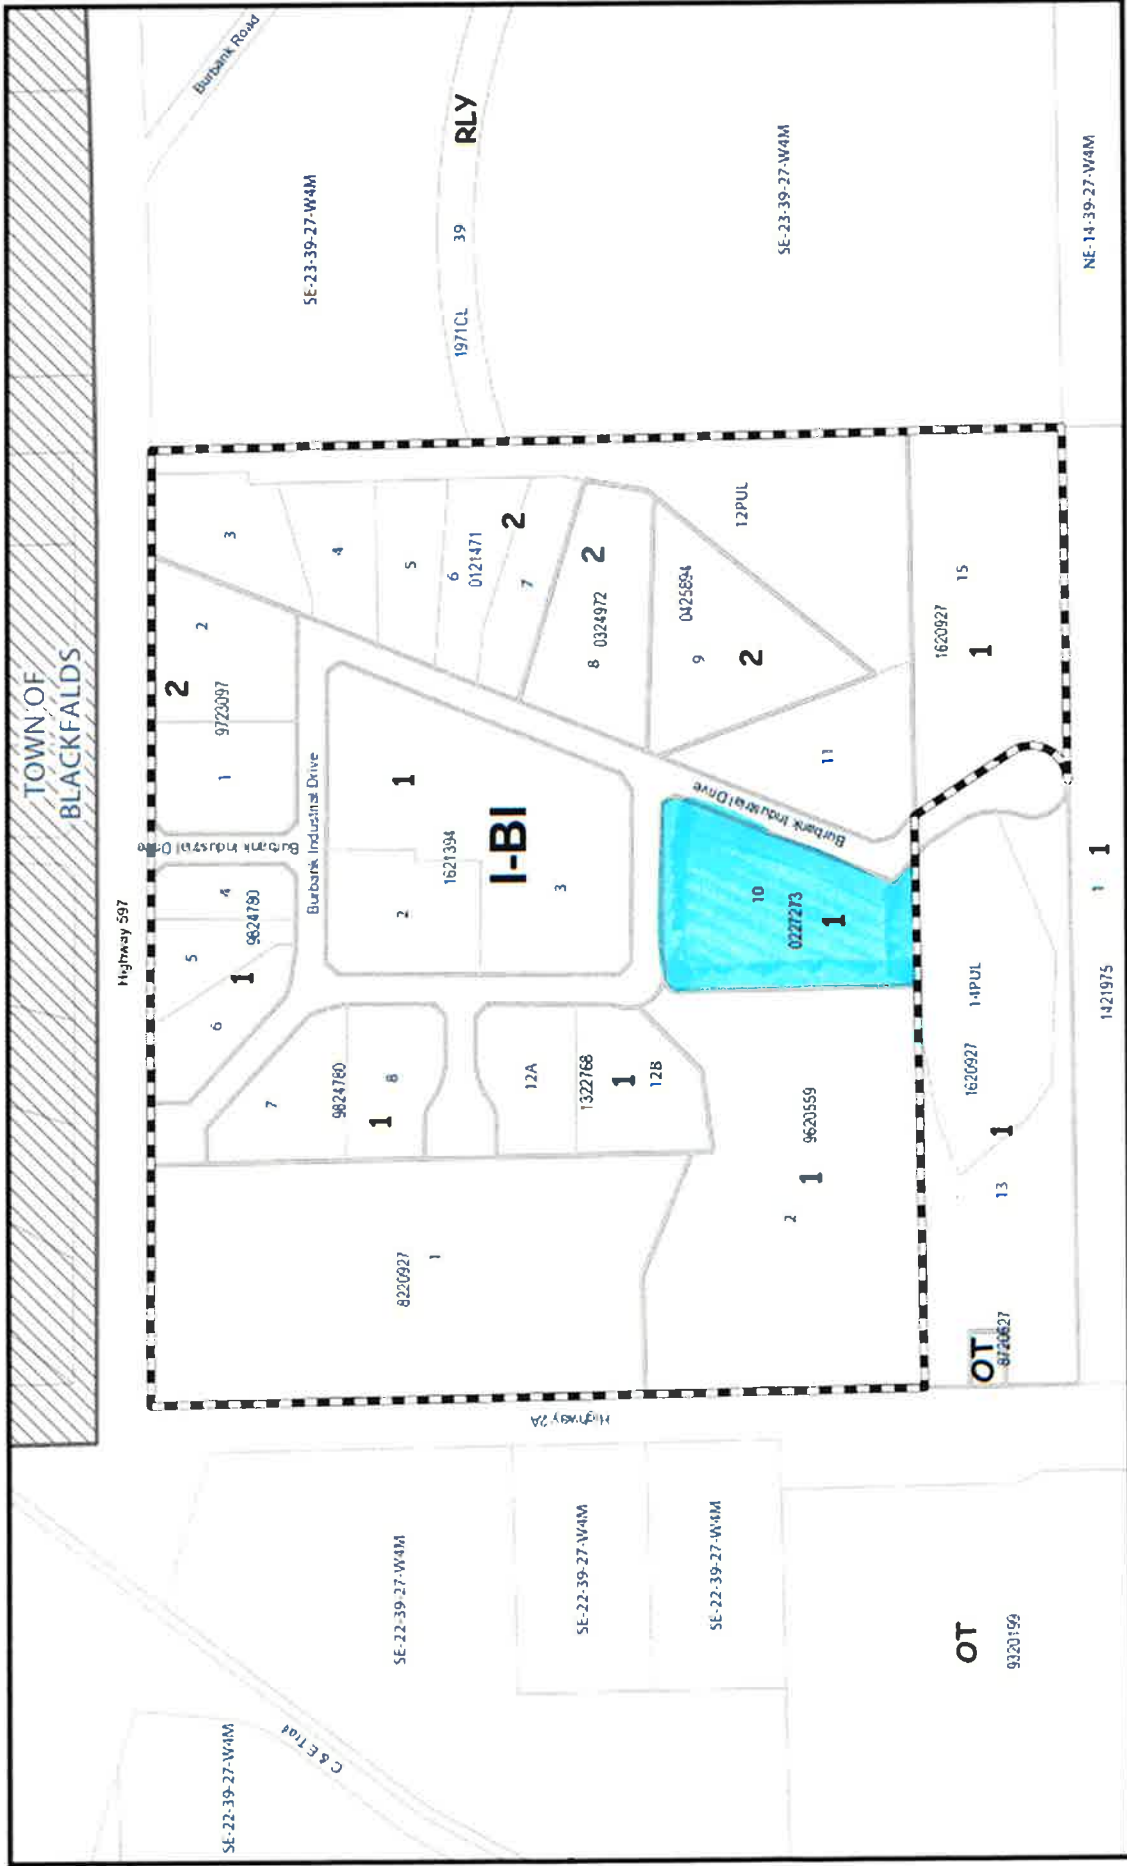 TOWN OF
BLACKFALDS
Highway 597
Burbank Road
SE-23-39-27-W4M
RLY
39
1971CL
SE-23-39-27-W4M
NE-14-39-27-W4M
SE-22-39-27-W4M
C & E Trail
SE-22-39-27-W4M
SE-22-39-27-W4M
SE-22-39-27-W4M
OT
9320199
Highway 2A
8220927
1
9620559
2
1
7
9824780
8
1
6
5
4
9824780
1
Burbank Industrial Drive
Burbank Industrial Drive
1
9723097
2
2
3
4
5
6
0121471
7
2
8
0324972
2
0425894
9
2
12PUL
11
Burbank Industrial Drive
I-BI
1621394
1
2
3
12A
1322768
12B
1
10
0227273
1
15
1620927
1
14PUL
1620927
1
13
OT
8720627
1
1
1421975